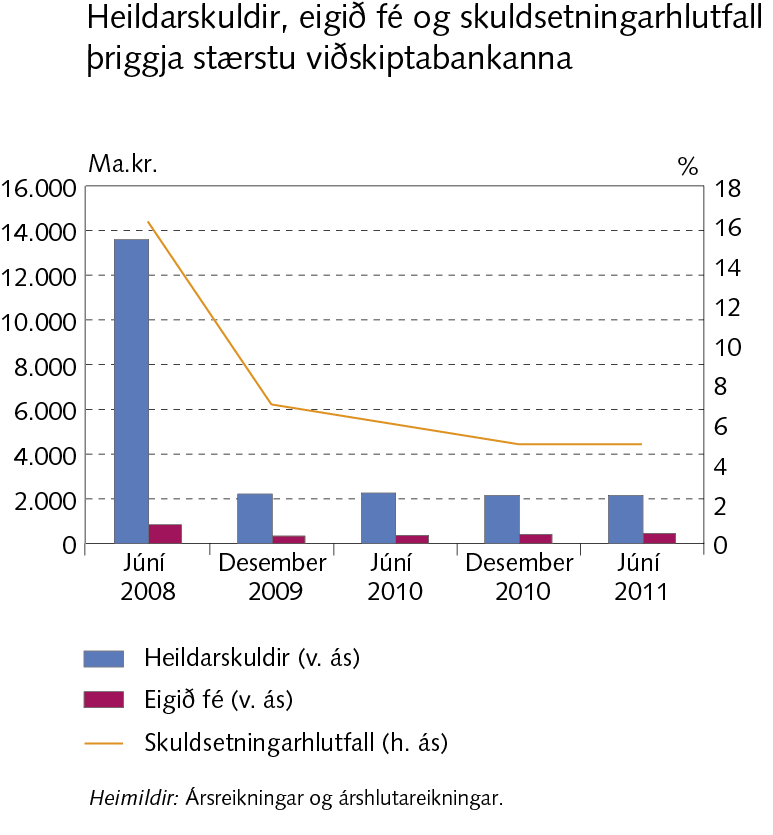 Heildarskuldir, eigið fé og skuldsetningarhlutfall
þriggja stærstu viðskiptabankanna
Ma.kr.
%
16.000
14.000
12.000
10.000
8.000
6.000
4.000
2.000
0
18
16
14
12
10
8
6
4
2
0
Júní
2008
Desember
2009
Júní
2010
Desember
2010
Júní
2011
Heildarskuldir (v. ás)
Eigið fé (v. ás)
Skuldsetningarhlutfall (h. ás)
Heimildir: Ársreikningar og árshlutareikningar.